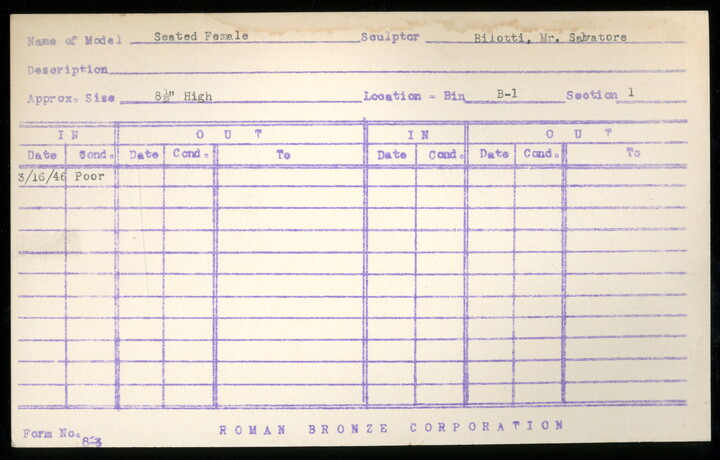 Name of Model Seated Female Sculptor Bilotti, Mr. Salvatore
Description
Approx. Size 8½" High Location - Bin B-1 Section 1
IN OUT IN OUT
Date Cond. Date Cond. To Date Cond. Date Cond. To
3/16/46 Poor
Form No. 8-3 ROMAN BRONZE CORPORATION